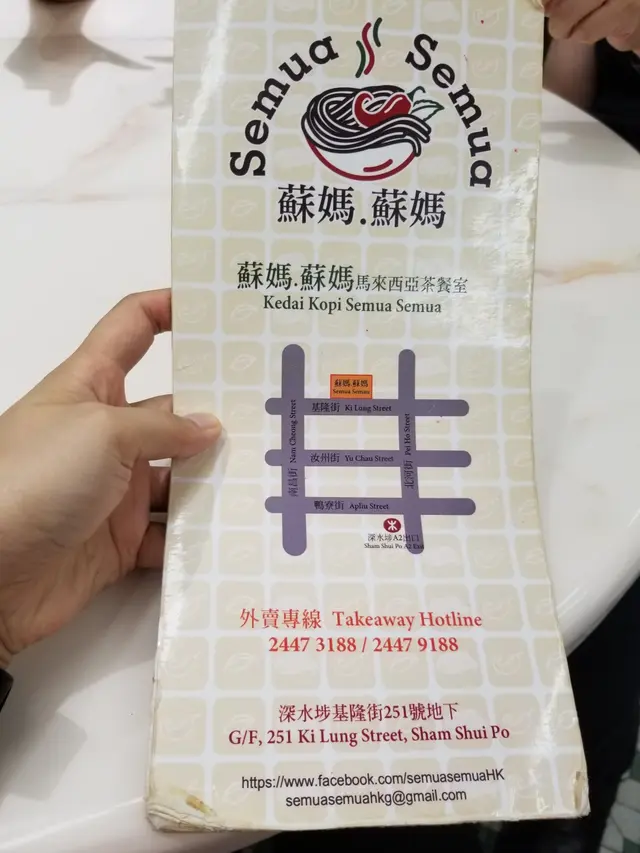 Semua Semua
蘇媽.蘇媽
蘇媽.蘇媽馬來西亞茶餐室
Kedai Kopi Semua Semua
蘇媽.蘇媽
Semua Semua
基隆街 Ki Lung Street
南昌街 Nam Cheong Street
北河街 Pei Ho Street
汝州街 Yu Chau Street
鴨寮街 Apliu Street
深水埗A2出口
Sham Shui Po A2 Exit
外賣專線 Takeaway Hotline
2447 3188 / 2447 9188
深水埗基隆街251號地下
G/F, 251 Ki Lung Street, Sham Shui Po
https://www.facebook.com/semuasemuaHK
semuasemuahkg@gmail.com